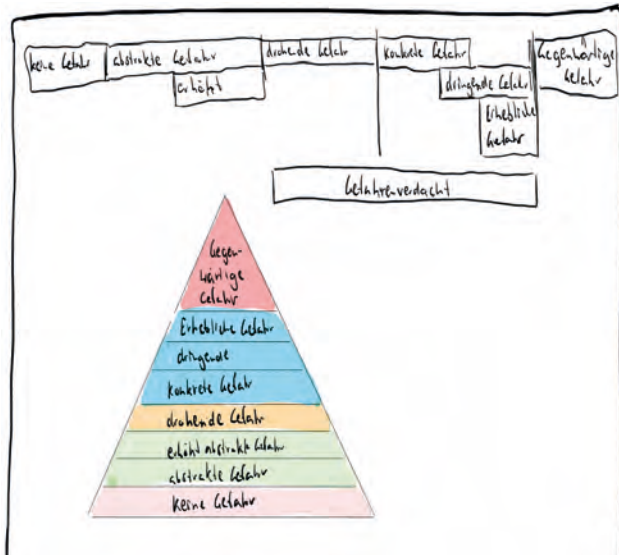 keine Gefahr
abstrakte Gefahr
drohende Gefahr
konkrete Gefahr
Gegenwärtige
Gefahr
erhöht
dringende Gefahr
Erhebliche
Gefahr
Gefahrenverdacht
Gegen-
wärtige
Gefahr
Erhebliche Gefahr
dringende
konkrete Gefahr
drohende Gefahr
erhöht abstrakte Gefahr
abstrakte Gefahr
keine Gefahr